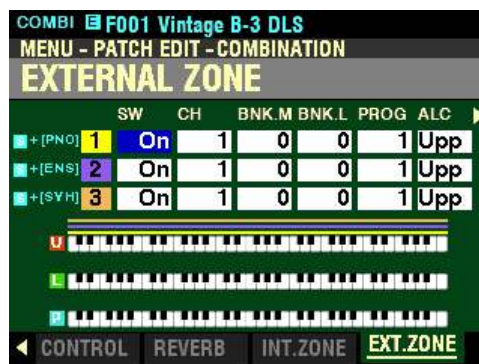 COMBI E F001 Vintage B-3 DLS
MENU - PATCH EDIT - COMBINATION
EXTERNAL ZONE
SW CH BNK.M BNK.L PROG ALC
S+[PNO] 1 On 1 0 0 1 Upp
S+[ENS] 2 On 1 0 0 1 Upp
S+[SYH] 3 On 1 0 0 1 Upp
U
L
P
CONTROL REVERB INT.ZONE EXT.ZONE